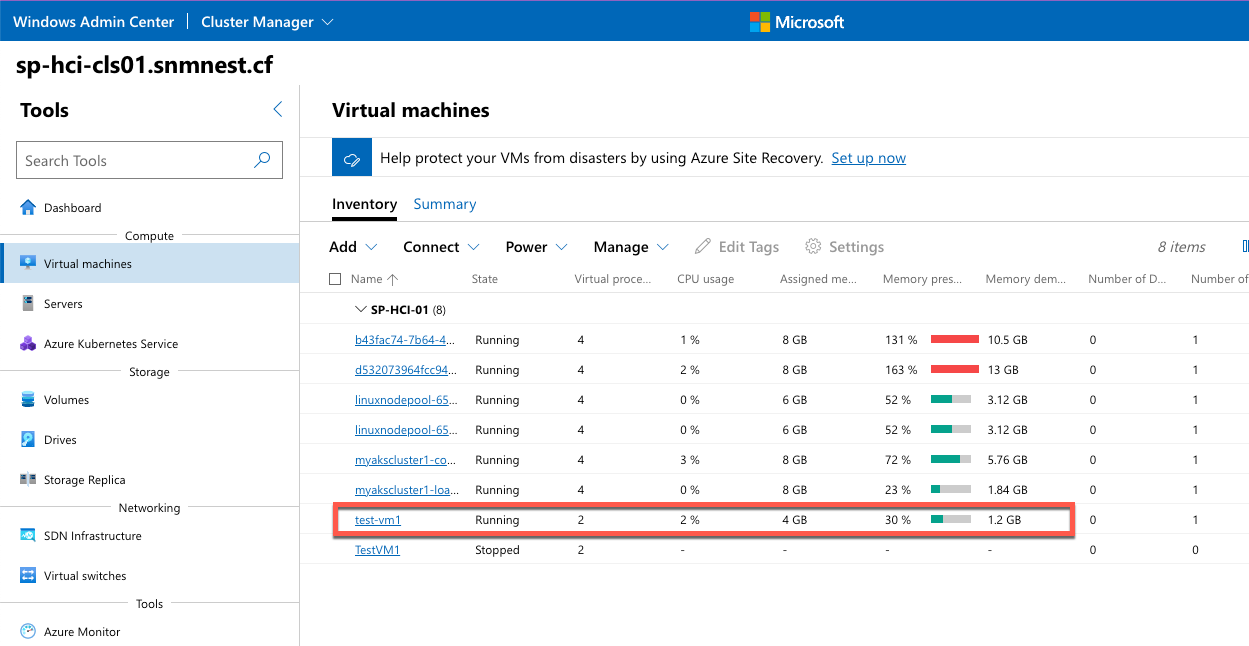 Windows Admin Center | Cluster Manager Microsoft
sp-hci-cls01.snmnest.cf
Tools
Search Tools
Dashboard
Compute
Virtual machines
Servers
Azure Kubernetes Service
Storage
Volumes
Drives
Storage Replica
Networking
SDN Infrastructure
Virtual switches
Tools
Azure Monitor
Virtual machines
Help protect your VMs from disasters by using Azure Site Recovery. Set up now
Inventory Summary
Add Connect Power Manage Edit Tags Settings 8 items
Name State Virtual proce... CPU usage Assigned me... Memory pres... Memory dem... Number of D... Number of
SP-HCI-01 (8)
b43fac74-7b64-4... Running 4 1 % 8 GB 131 % 10.5 GB 0 1
d532073964fcc94... Running 4 2 % 8 GB 163 % 13 GB 0 1
linuxnodepool-65... Running 4 0 % 6 GB 52 % 3.12 GB 0 1
linuxnodepool-65... Running 4 0 % 6 GB 52 % 3.12 GB 0 1
myakscluster1-co... Running 4 3 % 8 GB 72 % 5.76 GB 0 1
myakscluster1-loa... Running 4 0 % 8 GB 23 % 1.84 GB 0 1
test-vm1 Running 2 2 % 4 GB 30 % 1.2 GB 0 1
TestVM1 Stopped 2 - - - - 0 0